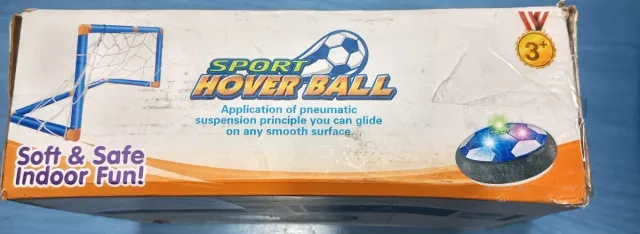 SPORT
HOVER BALL
Application of pneumatic
suspension principle you can glide
on any smooth surface.
Soft & Safe
Indoor Fun!
3+